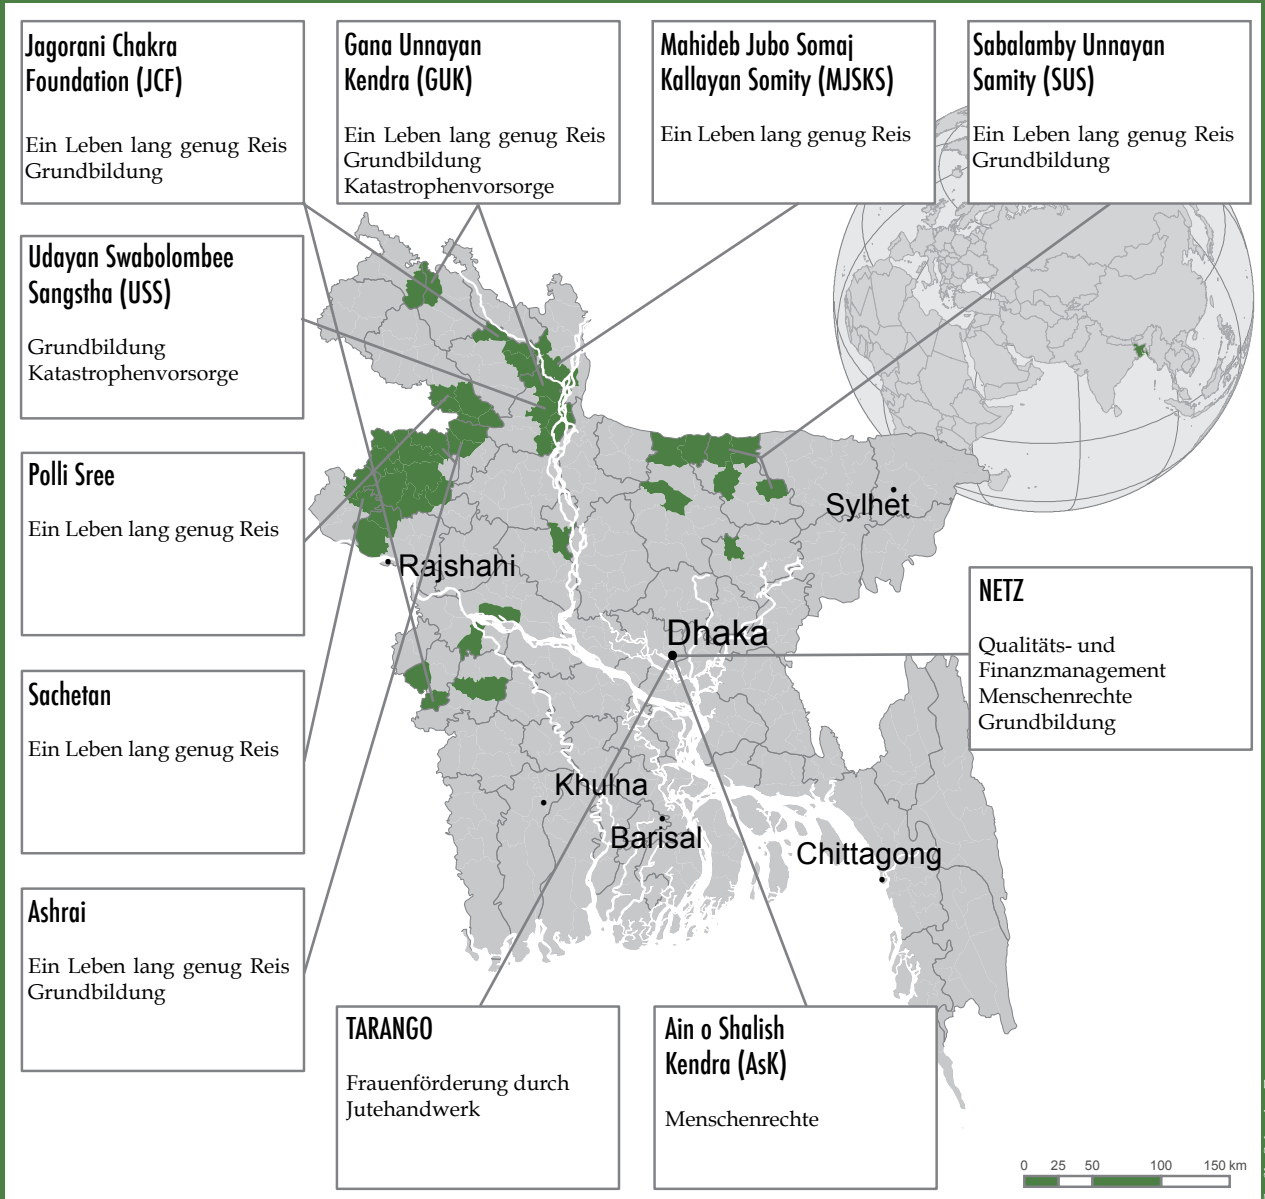 Jagorani Chakra
Foundation (JCF)
Ein Leben lang genug Reis
Grundbildung
Gana Unnayan
Kendra (GUK)
Ein Leben lang genug Reis
Grundbildung
Katastrophenvorsorge
Mahideb Jubo Somaj
Kallayan Somity (MJSKS)
Ein Leben lang genug Reis
Sabalamby Unnayan
Samity (SUS)
Ein Leben lang genug Reis
Grundbildung
Udayan Swabolombee
Sangstha (USS)
Grundbildung
Katastrophenvorsorge
Polli Sree
Ein Leben lang genug Reis
Sachetan
Ein Leben lang genug Reis
Ashrai
Ein Leben lang genug Reis
Grundbildung
Sylhet
Rajshahi
Dhaka
Khulna
Barisal
Chittagong
NETZ
Qualitäts- und
Finanzmanagement
Menschenrechte
Grundbildung
TARANGO
Frauenförderung durch
Jutehandwerk
Ain o Shalish
Kendra (AsK)
Menschenrechte
0 25 50 100 150 km